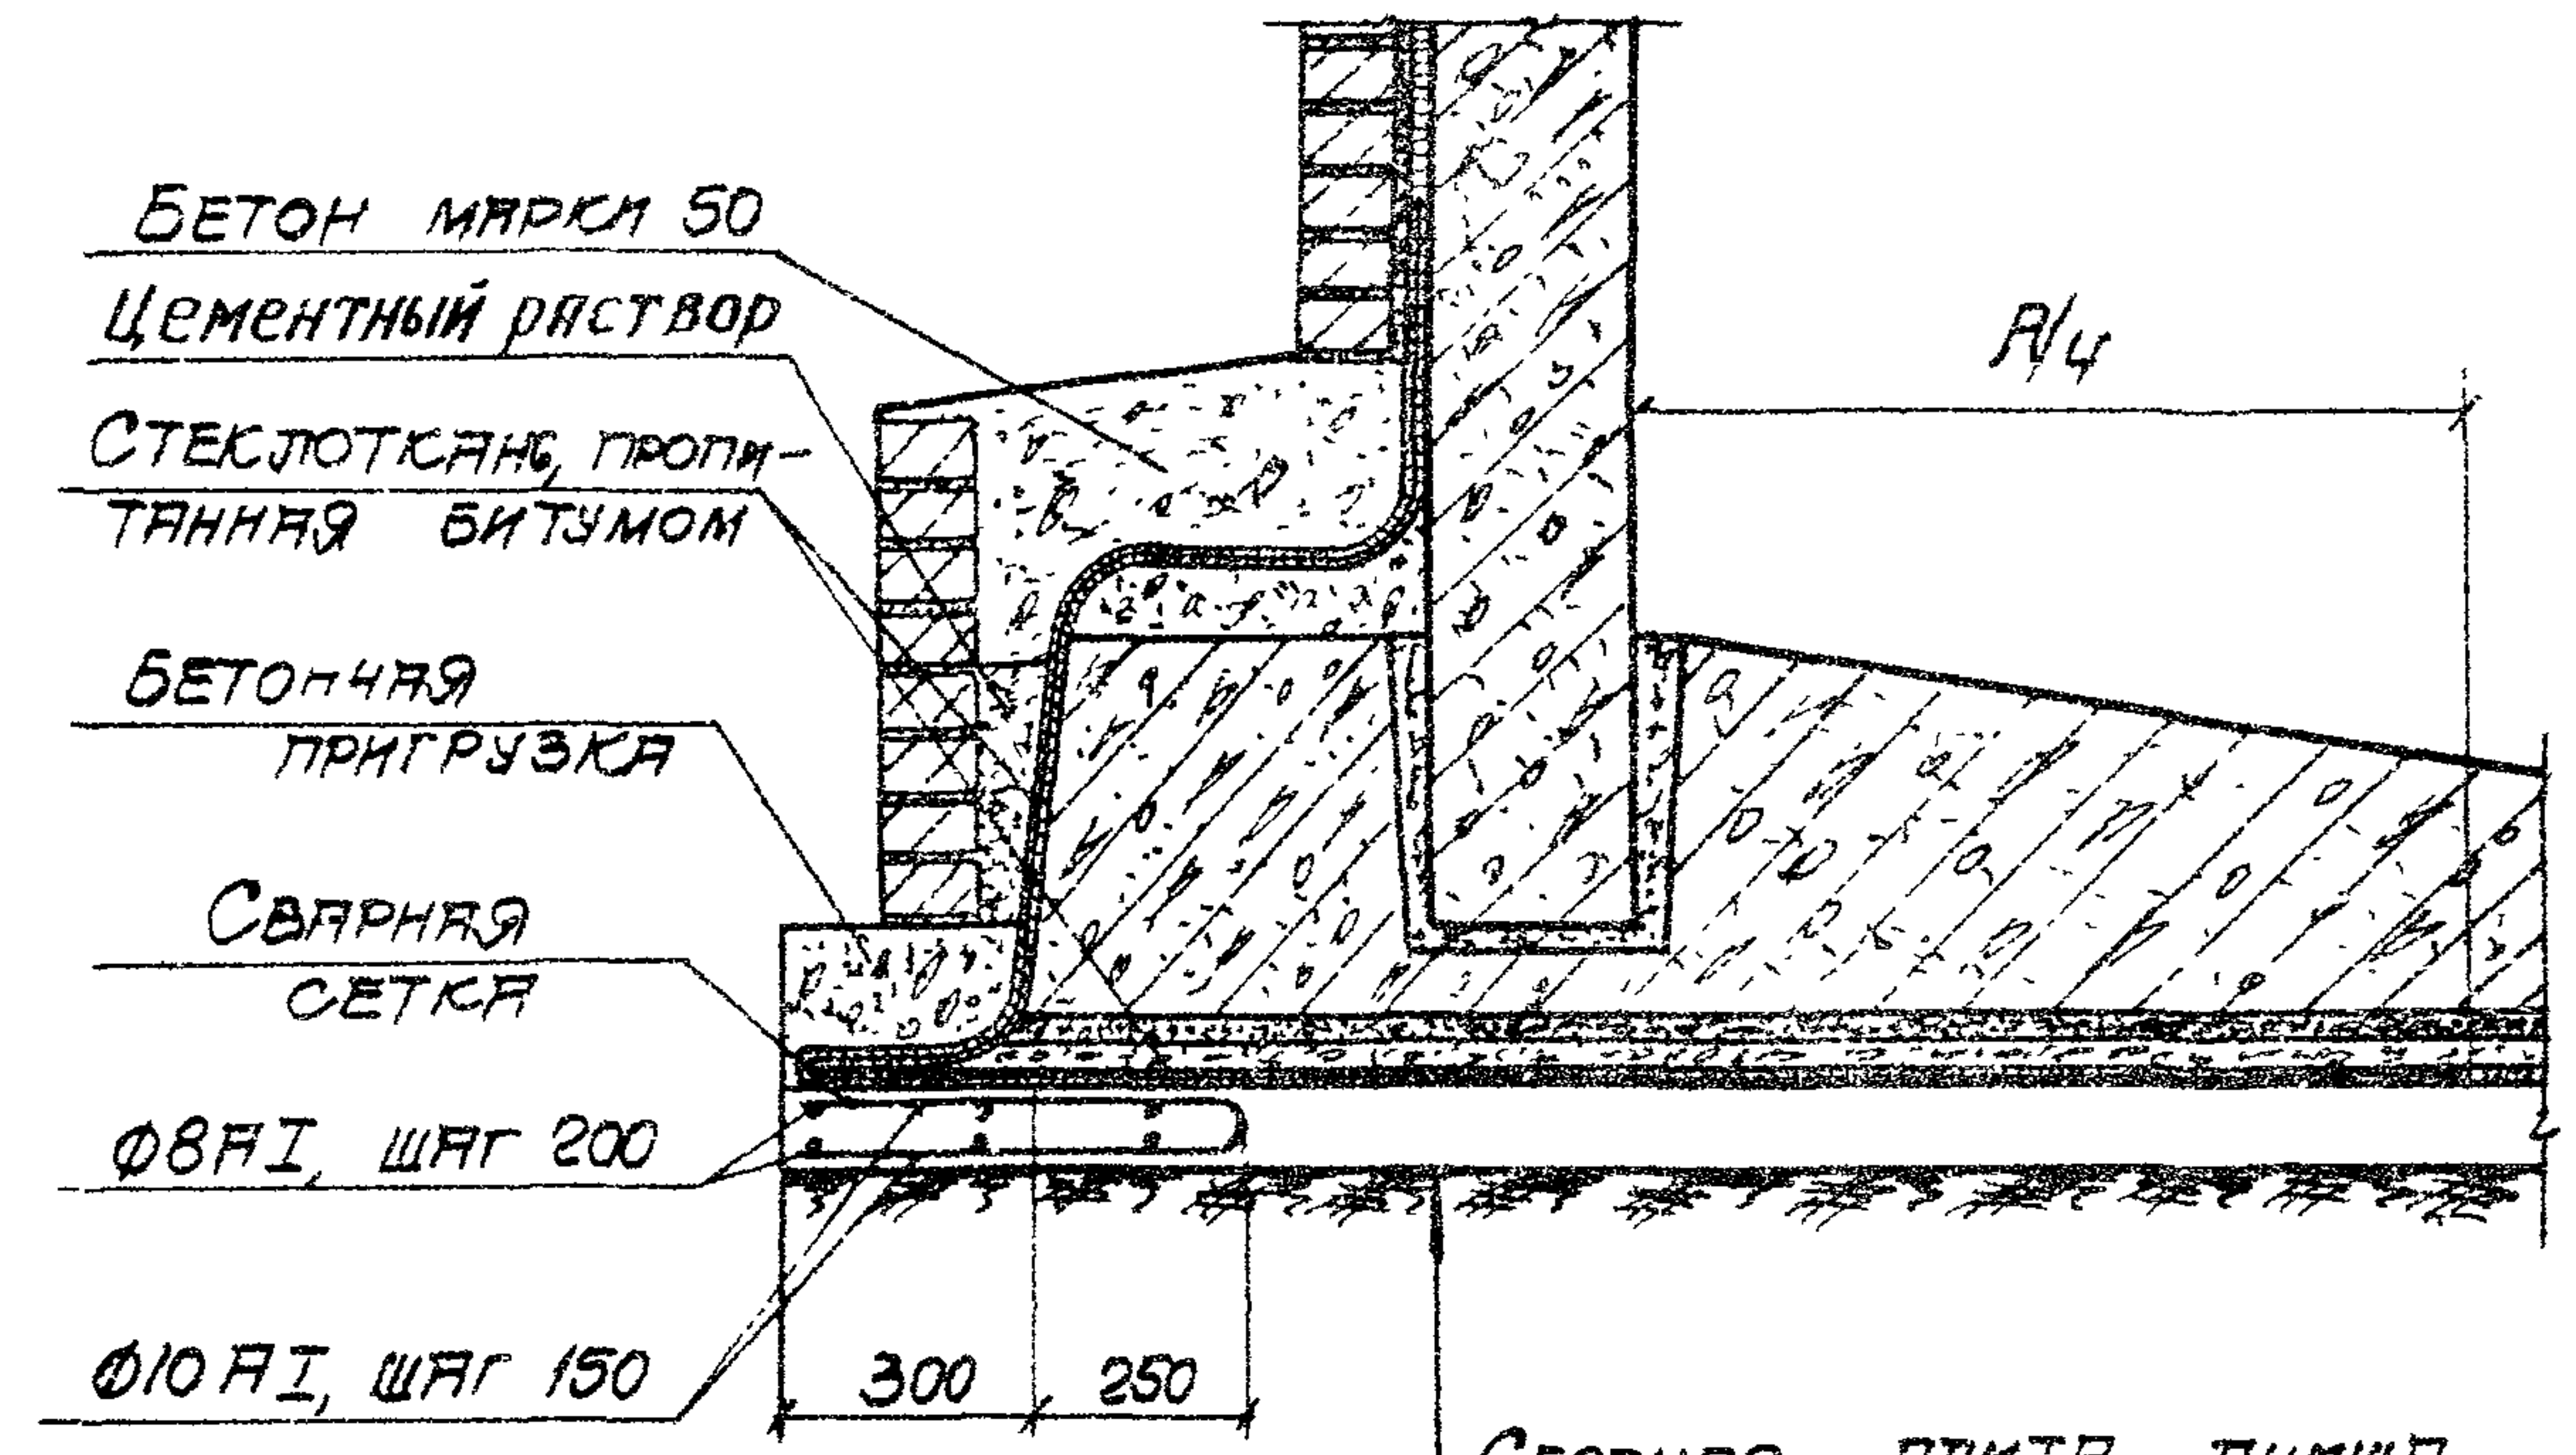 БЕТОН МАРКИ 50
Цементный раствор
СТЕКЛОТКАНЬ, ПРОПИ-
ТАННАЯ БИТУМОМ
БЕТОННАЯ
ПРИГРУЗКА
СВАРНАЯ
СЕТКА
Ф8АI, ШАГ 200
Ф10АI, ШАГ 150
300
250
А/4